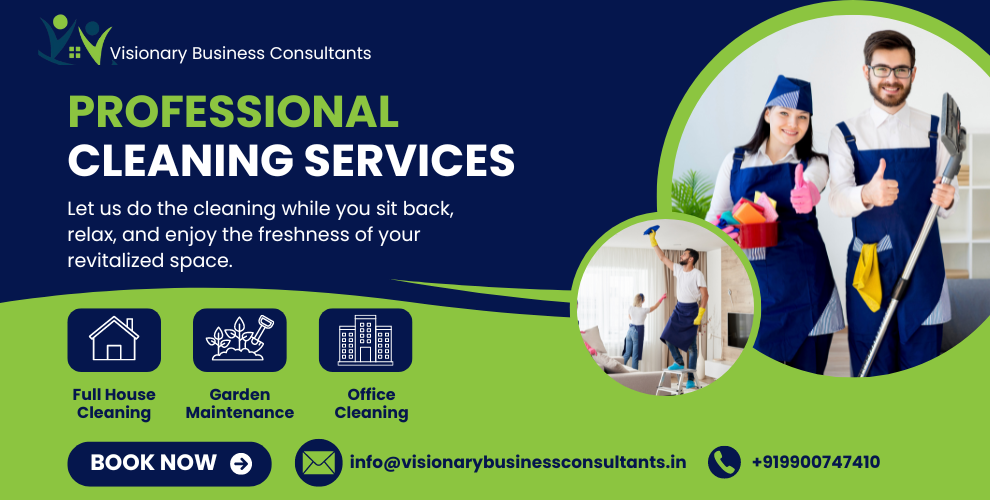 Visionary Business Consultants
PROFESSIONAL
CLEANING SERVICES
Let us do the cleaning while you sit back,
relax, and enjoy the freshness of your
revitalized space.
Full House
Cleaning
Garden
Maintenance
Office
Cleaning
BOOK NOW
info@visionarybusinessconsultants.in
+919900747410